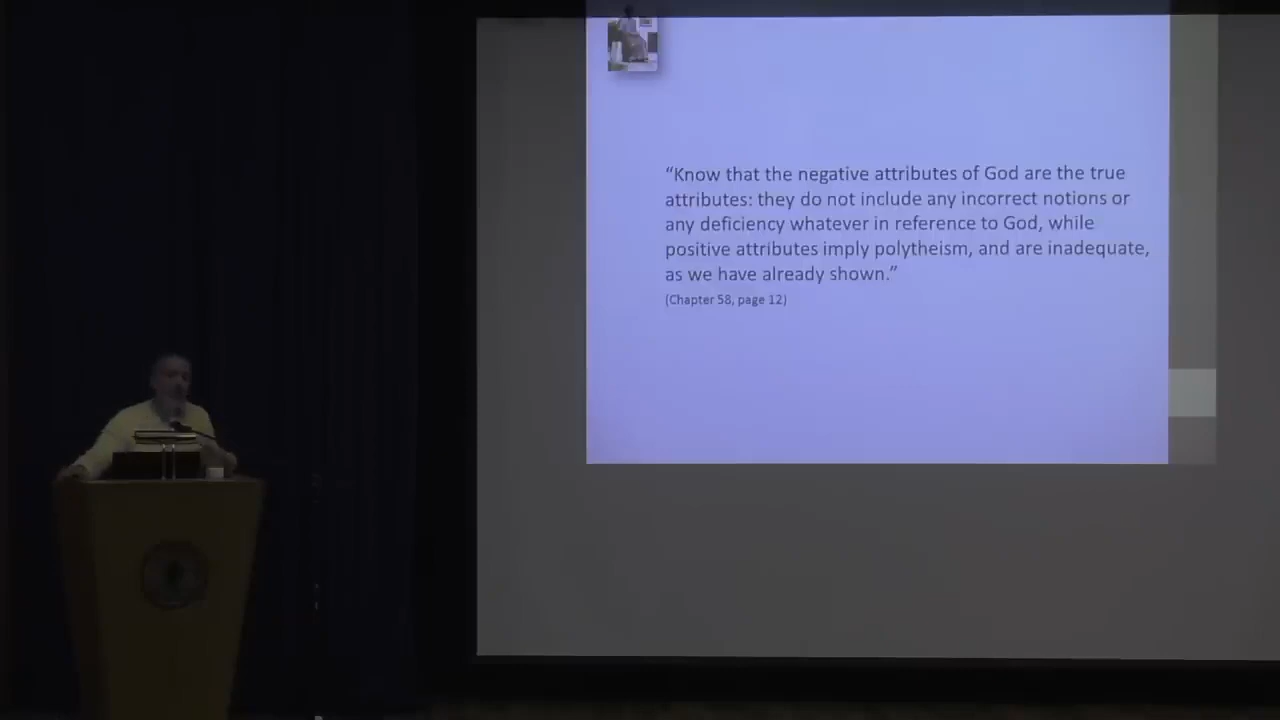 “Know that the negative attributes of God are the true
attributes: they do not include any incorrect notions or
any deficiency whatever in reference to God, while
positive attributes imply polytheism, and are inadequate,
as we have already shown.”
(Chapter 58, page 12)